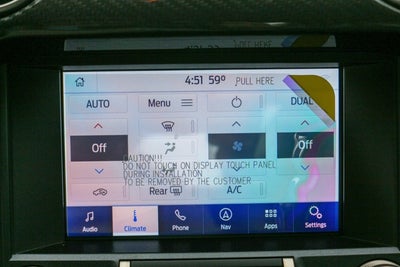 4:51 59° PULL HERE
AUTO Menu DUAL
Off Off
CAUTION!!!
DO NOT TOUCH ON DISPLAY TOUCH PANEL
DURING INSTALLATION
TO BE REMOVED BY THE CUSTOMER
Rear A/C
Audio Climate Phone Nav Apps Settings